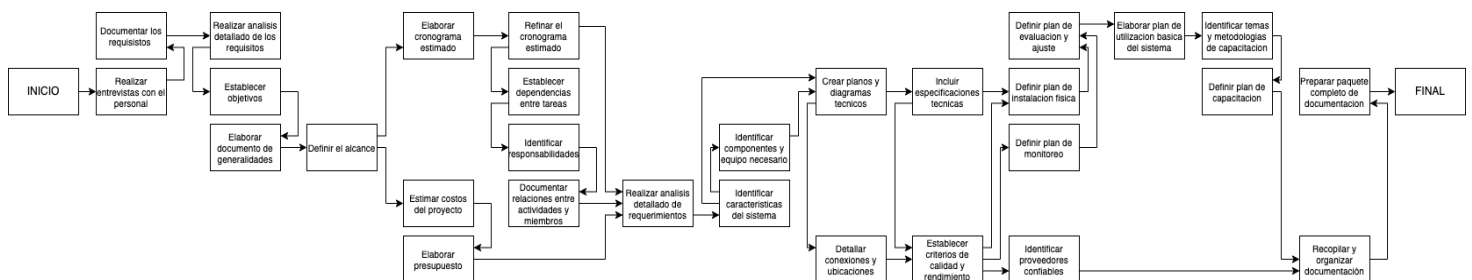 INICIO
Realizar
entrevistas con el
personal
Documentar los
requisistos
Realizar analisis
detallado de los
requisitos
Establecer
objetivos
Elaborar
documento de
generalidades
Definir el alcance
Elaborar
cronograma
estimado
Refinar el
cronograma
estimado
Establecer
dependencias
entre tareas
Identificar
responsabilidades
Documentar
relaciones entre
actividades y
miembros
Estimar costos
del proyecto
Elaborar
presupuesto
Realizar analisis
detallado de
requerimientos
Identificar
caracteristicas
del sistema
Identificar
componentes y
equipo necesario
Crear planos y
diagramas
tecnicos
Detallar
conexiones y
ubicaciones
Incluir
especificaciones
tecnicas
Establecer
criterios de
calidad y
rendimiento
Definir plan de
evaluacion y
ajuste
Definir plan de
instalacion fisica
Definir plan de
monitoreo
Identificar
proveedores
confiables
Elaborar plan de
utilizacion basica
del sistema
Identificar temas
y metodologias
de capacitacion
Definir plan de
capacitacion
Recopilar y
organizar
documentación
Preparar paquete
completo de
documentacion
FINAL